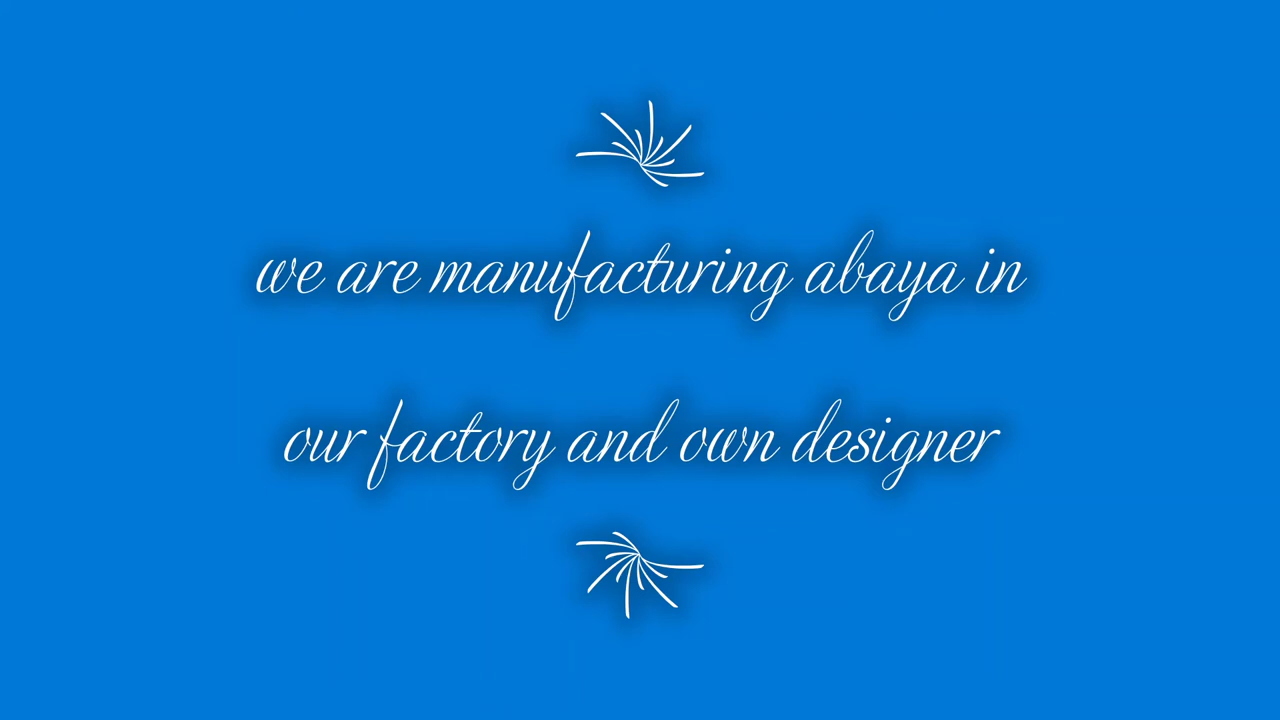 we are manufacturing abaya in
our factory and own designer